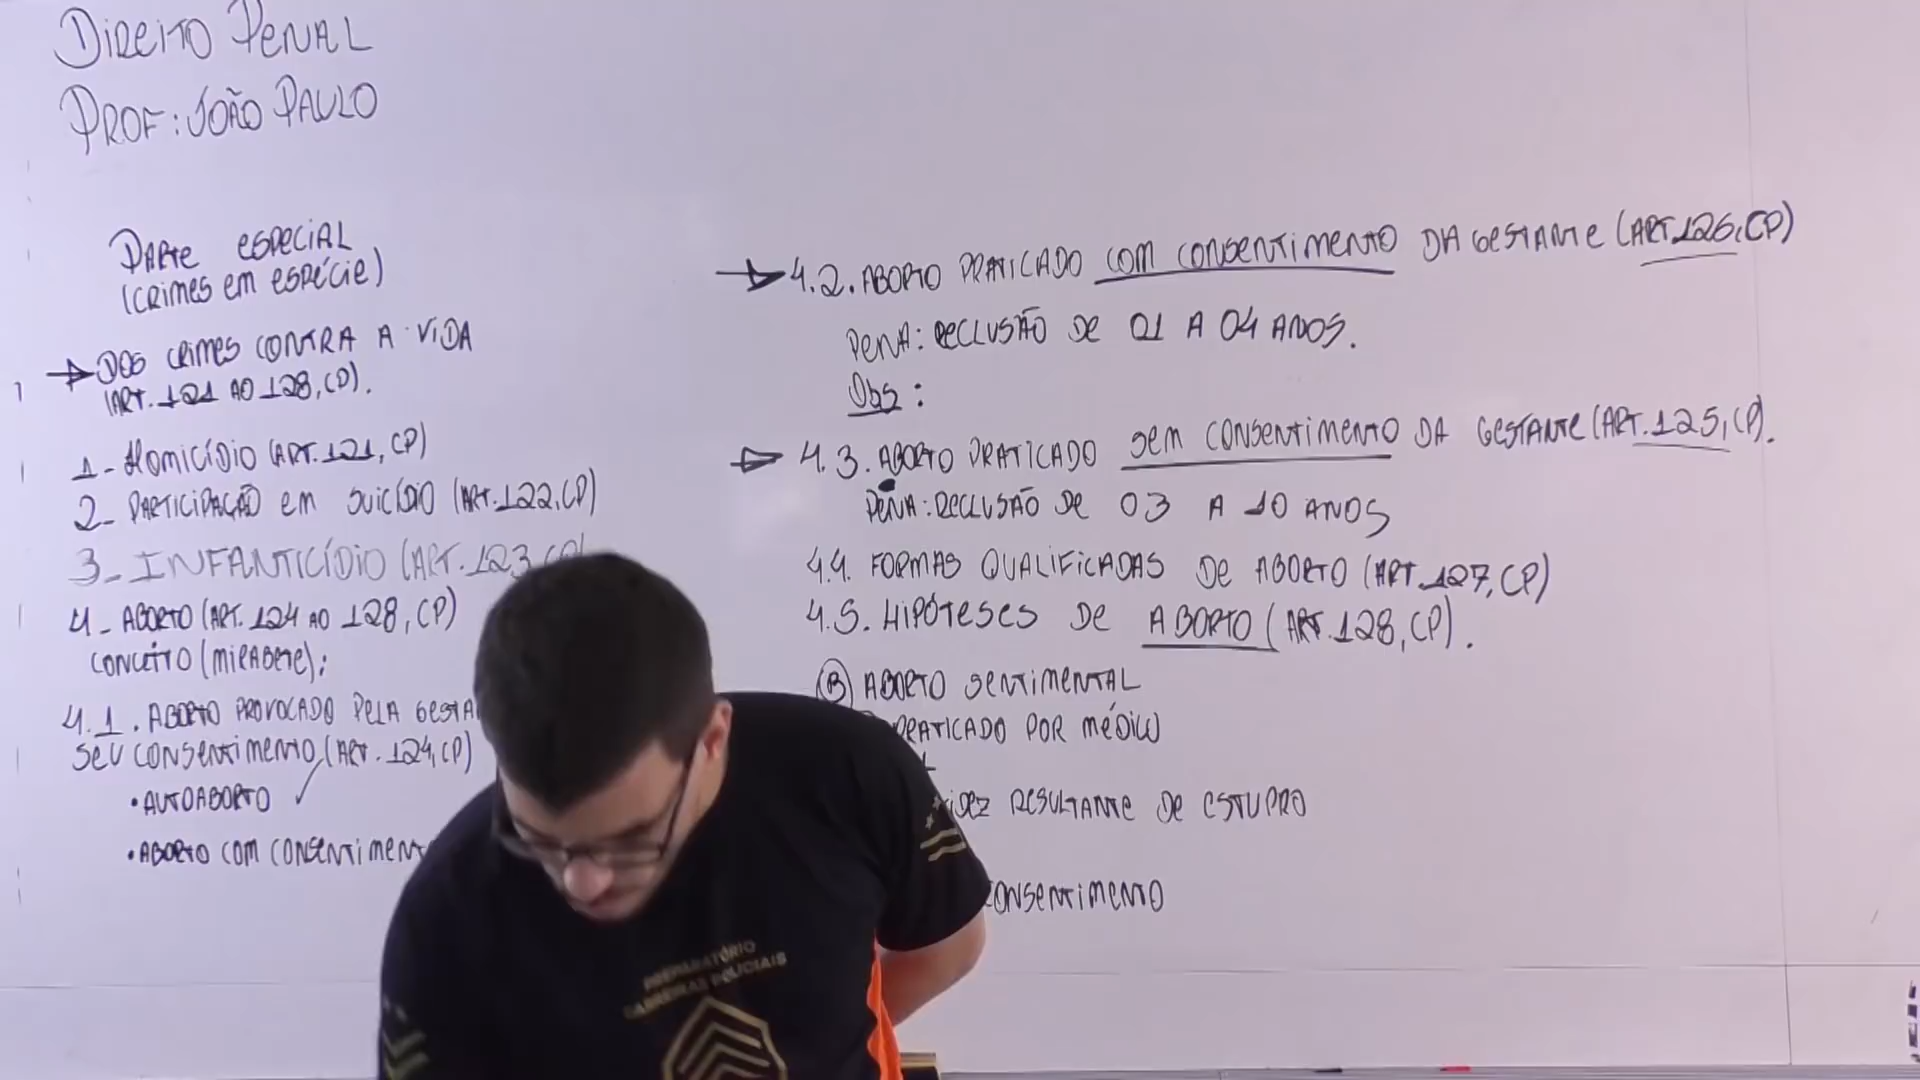 DIREITO PENAL
PROF: JOÃO PAULO
PARTE ESPECIAL
(CRIMES EM ESPÉCIE)
DOS CRIMES CONTRA A VIDA
(ART. 121 AO 128, CP).
1- HOMICÍDIO (ART. 121, CP)
2- PARTICIPAÇÃO EM SUICÍDIO (ART. 122, CP)
3- INFANTICÍDIO (ART. 123, CP)
4- ABORTO (ART. 124 AO 128, CP)
CONCEITO (MIRABETE):
4.1. ABORTO PROVOCADO PELA GESTA
SEU CONSENTIMENTO (ART. 124, CP)
• AUTOABORTO ✓
• ABORTO COM CONSENTIMENT
4.2. ABORTO PRATICADO COM CONSENTIMENTO DA GESTANTE (ART. 126, CP)
PENA: RECLUSÃO DE 01 A 04 ANOS.
Obs:
4.3. ABORTO PRATICADO SEM CONSENTIMENTO DA GESTANTE (ART. 125, CP).
PENA: RECLUSÃO DE 03 A 10 ANOS
4.4. FORMAS QUALIFICADAS DE ABORTO (ART. 127, CP)
4.5. HIPÓTESES DE ABORTO (ART. 128, CP).
(B) ABORTO SENTIMENTAL
PRATICADO POR MÉDICO
IDEZ RESULTANTE DE ESTUPRO
CONSENTIMENTO
PREPARATÓRIO
CARREIRAS POLICIAIS